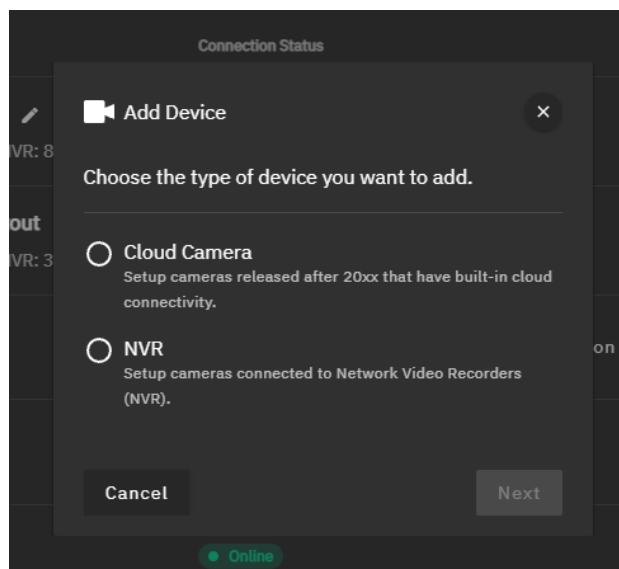 Connection Status
Add Device
NVR: 8
Choose the type of device you want to add.
out
NVR: 3
Cloud Camera
Setup cameras released after 20xx that have built-in cloud
connectivity.
NVR
on
Setup cameras connected to Network Video Recorders
(NVR).
Cancel
Next
Online